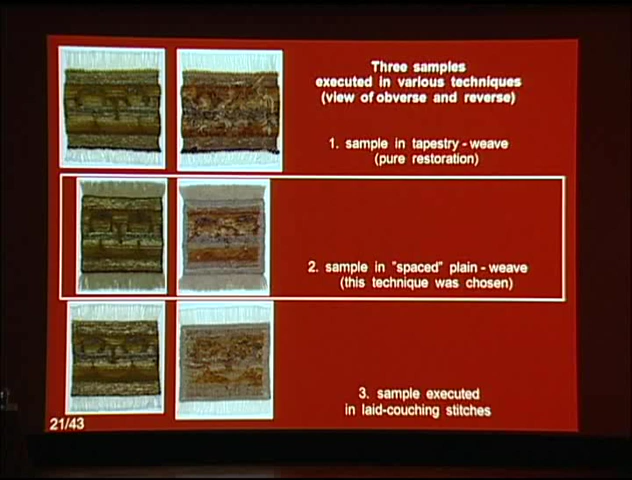 Three samples
executed in various techniques
(view of obverse and reverse)
1. sample in tapestry - weave
(pure restoration)
2. sample in "spaced" plain - weave
(this technique was chosen)
3. sample executed
in laid-couching stitches
21/43